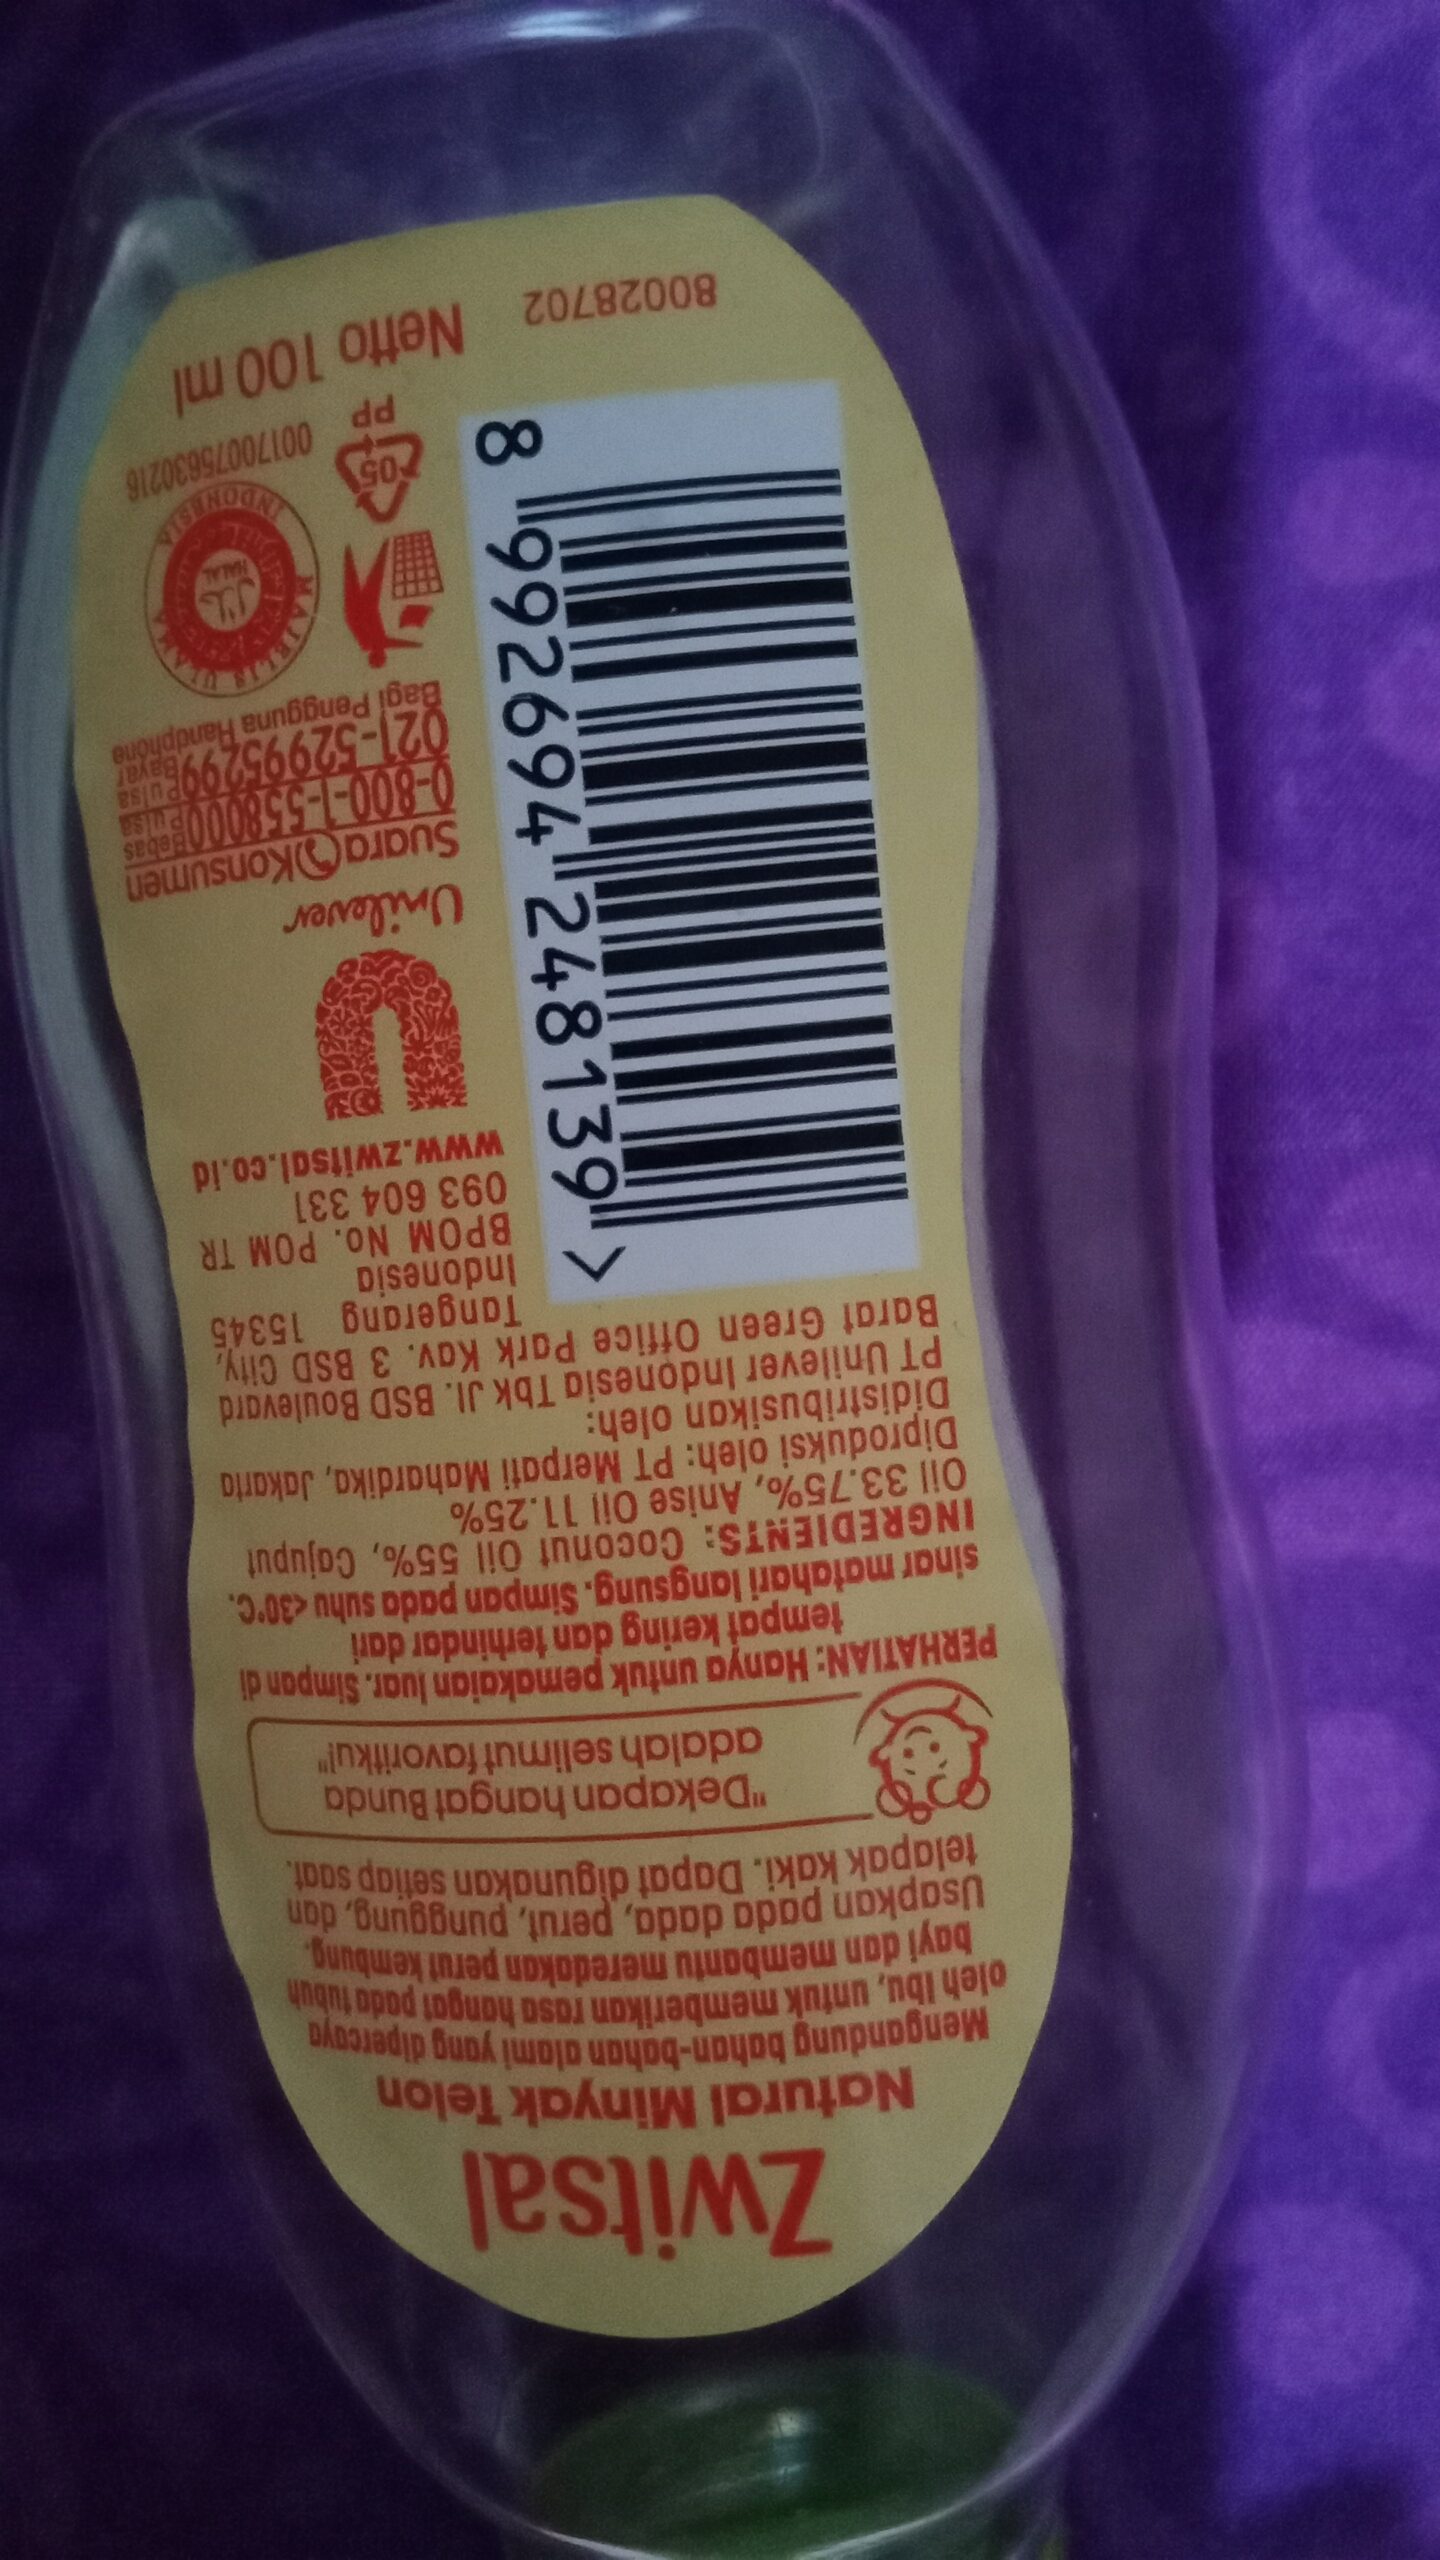 Zwitsal
Natural Minyak Telon
Mengandung bahan-bahan alami yang dipercaya
oleh Ibu, untuk memberikan rasa hangat pada tubuh
bayi dan membantu meredakan perut kembung.
Usapkan pada dada, perut, punggung, dan
telapak kaki. Dapat digunakan setiap saat.
"Dekapan hangat Bunda
adalah selimut favoritku!"
PERHATIAN: Hanya untuk pemakaian luar. Simpan di
tempat kering dan terhindar dari
sinar matahari langsung. Simpan pada suhu <30°C.
INGREDIENTS: Coconut Oil 55%, Cajuput
Oil 33.75%, Anise Oil 11.25%
Diproduksi oleh: PT Merpati Mahardika, Jakarta
Didistribusikan oleh:
PT Unilever Indonesia Tbk Jl. BSD Boulevard
Barat Green Office Park Kav. 3 BSD City,
Tangerang 15345
Indonesia
BPOM No. POM TR
093 604 331
www.zwitsal.co.id
Unilever
Suara Konsumen
0-800-1-558000 Bebas Pulsa
021-52995299 Pulsa Bayar
Bagi Pengguna Handphone
MAJELIS ULAMA INDONESIA
HALAL
00170075630216
05
PP
Netto 100 ml
80028702
8 992694 248139 >